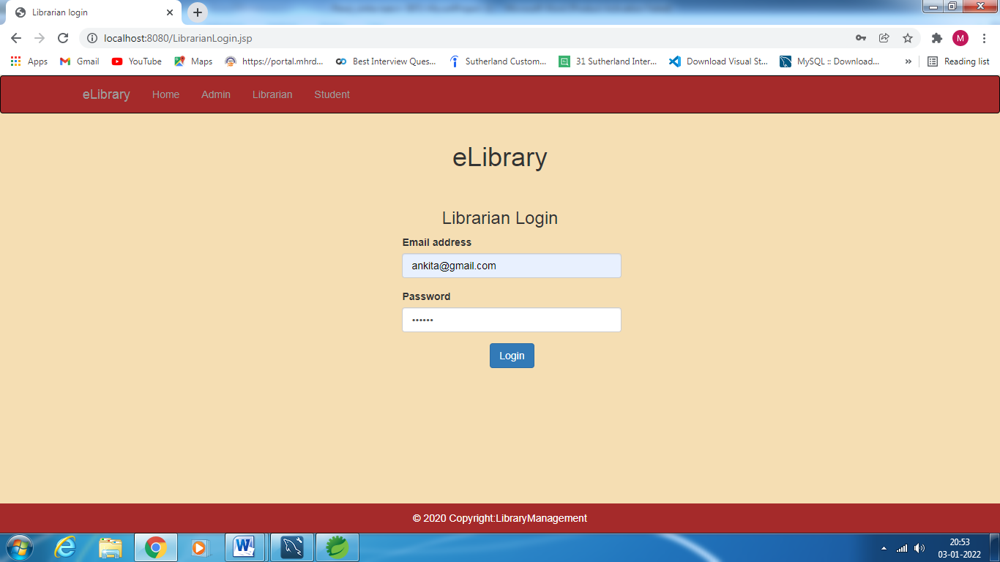 Librarian login
localhost:8080/LibrarianLogin.jsp
M
Apps Gmail YouTube Maps https://portal.mhrd... Best Interview Ques... Sutherland Custom... 31 Sutherland Inter... Download Visual St... MySQL :: Download... » Reading list
eLibrary Home Admin Librarian Student
eLibrary
Librarian Login
Email address
ankita@gmail.com
Password
••••••
Login
© 2020 Copyright:LibraryManagement
20:53
03-01-2022